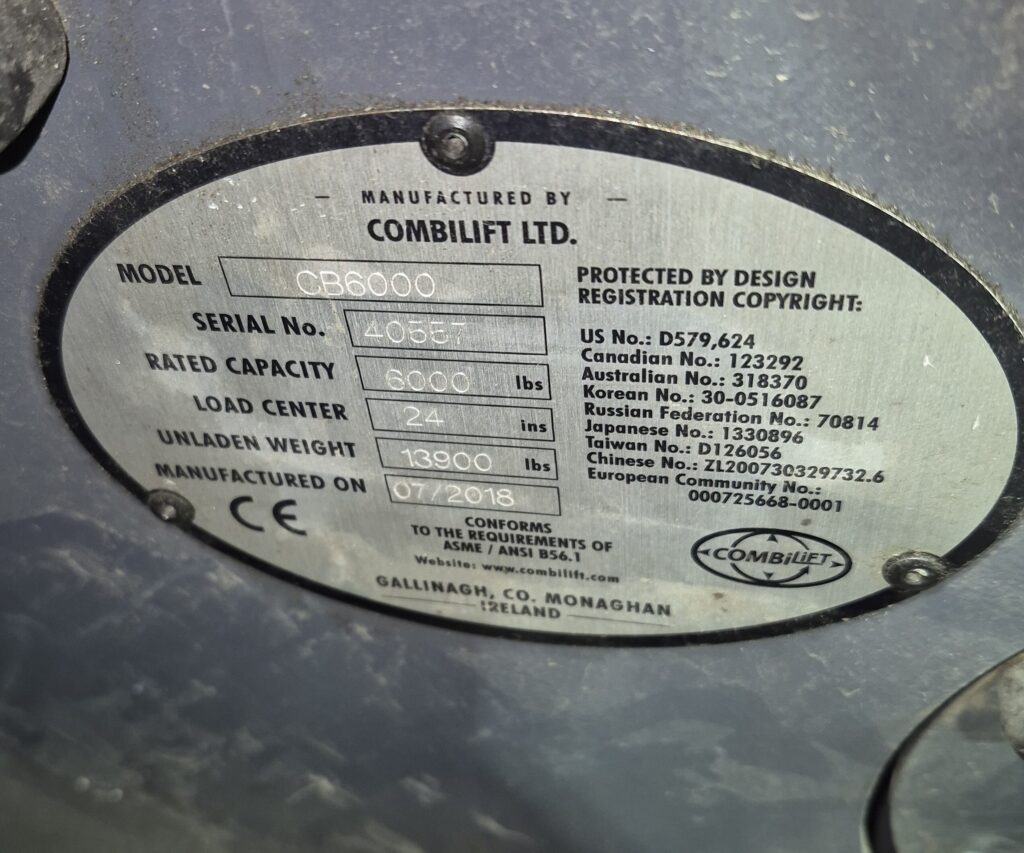 MANUFACTURED BY
COMBILIFT LTD.
MODEL CB6000
SERIAL No. 40557
RATED CAPACITY 6000 lbs
LOAD CENTER 24 ins
UNLADEN WEIGHT 13900 lbs
MANUFACTURED ON 07/2018
CE
CONFORMS
TO THE REQUIREMENTS OF
ASME / ANSI B56.1
Website: www.combilift.com
GALLINAGH, CO. MONAGHAN
IRELAND
PROTECTED BY DESIGN
REGISTRATION COPYRIGHT:
US No.: D579,624
Canadian No.: 123292
Australian No.: 318370
Korean No.: 30-0516087
Russian Federation No.: 70814
Japanese No.: 1330896
Taiwan No.: D126056
Chinese No.: ZL200730329732.6
European Community No.:
000725668-0001
COMBiLiFT